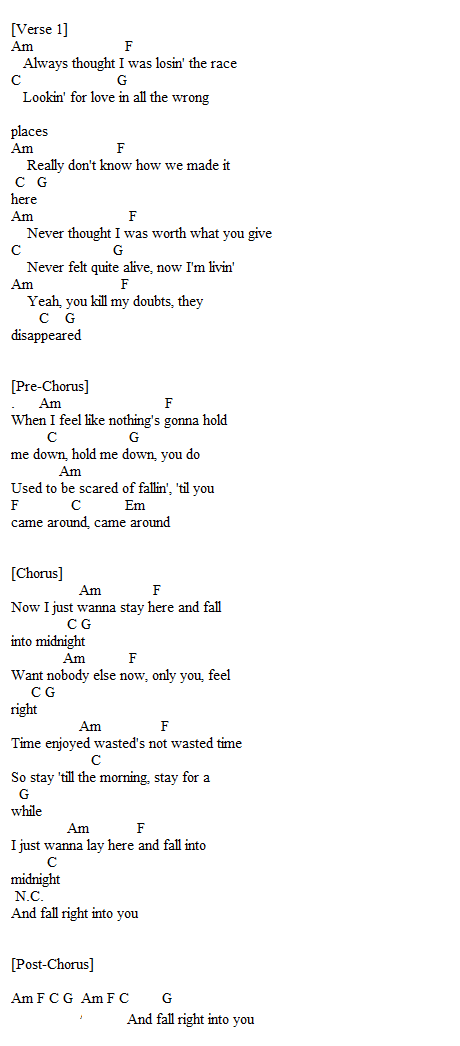 [Verse 1]
Am F
Always thought I was losin' the race
C G
Lookin' for love in all the wrong
places
Am F
Really don't know how we made it
C G
here
Am F
Never thought I was worth what you give
C G
Never felt quite alive, now I'm livin'
Am F
Yeah, you kill my doubts, they
C G
disappeared
[Pre-Chorus]
. Am F
When I feel like nothing's gonna hold
C G
me down, hold me down, you do
Am
Used to be scared of fallin', 'til you
F C Em
came around, came around
[Chorus]
Am F
Now I just wanna stay here and fall
C G
into midnight
Am F
Want nobody else now, only you, feel
C G
right
Am F
Time enjoyed wasted's not wasted time
C
So stay 'till the morning, stay for a
G
while
Am F
I just wanna lay here and fall into
C
midnight
N.C.
And fall right into you
[Post-Chorus]
Am F C G Am F C G
And fall right into you